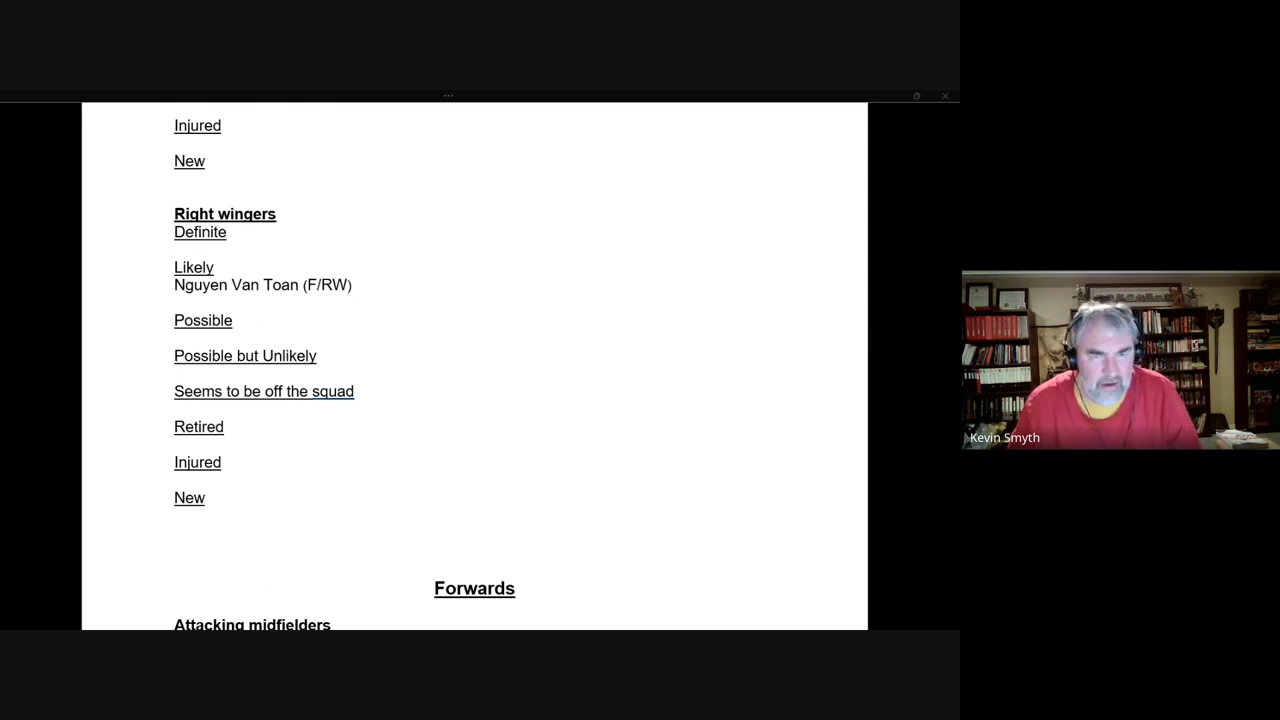 Injured
New
Right wingers
Definite
Likely
Nguyen Van Toan (F/RW)
Possible
Possible but Unlikely
Seems to be off the squad
Retired
Injured
New
Forwards
Attacking midfielders
Kevin Smyth